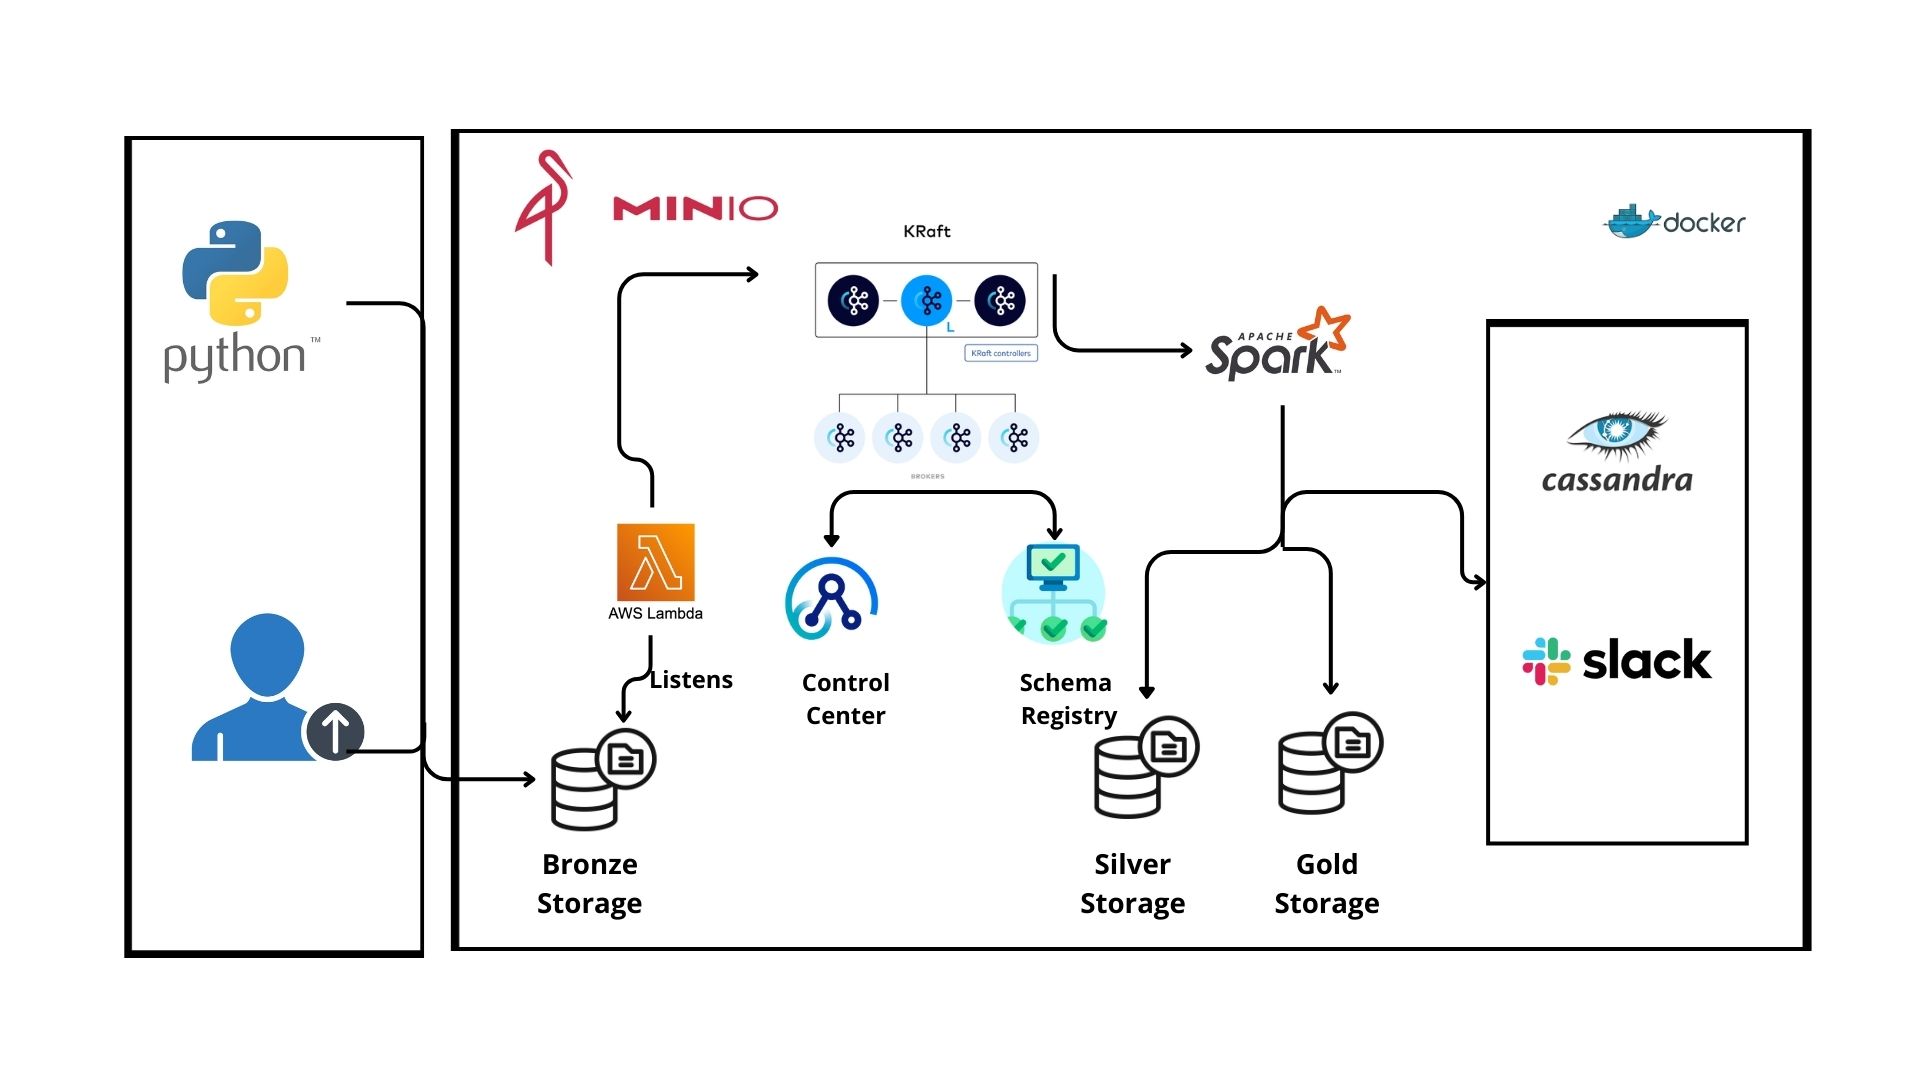 python™
MINIO
KRaft
L
KRaft controllers
BROKERS
docker
APACHE
Spark™
cassandra
slack
AWS Lambda
Listens
Control
Center
Schema
Registry
Bronze
Storage
Silver
Storage
Gold
Storage